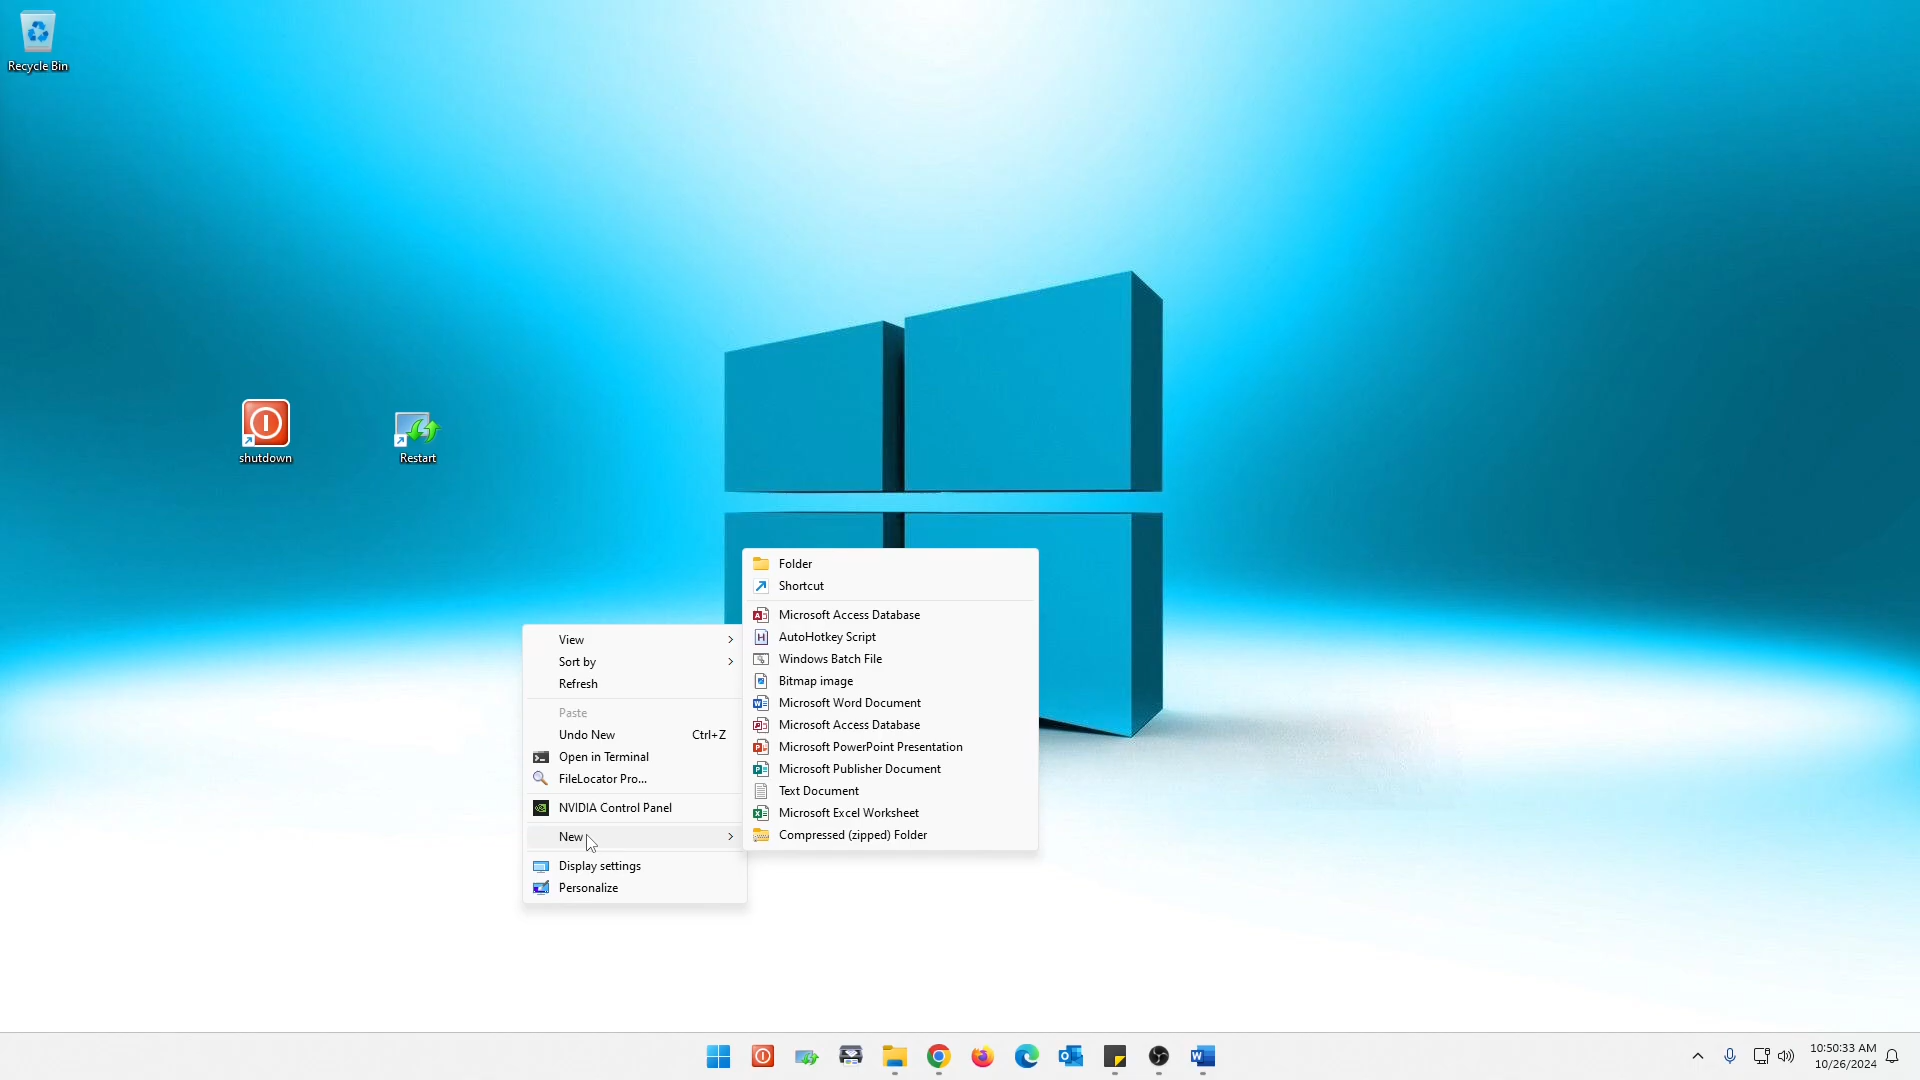 Recycle Bin
shutdown
Restart
View
Sort by
Refresh
Paste
Undo New Ctrl+Z
Open in Terminal
FileLocator Pro...
NVIDIA Control Panel
New
Display settings
Personalize
Folder
Shortcut
Microsoft Access Database
AutoHotkey Script
Windows Batch File
Bitmap image
Microsoft Word Document
Microsoft Access Database
Microsoft PowerPoint Presentation
Microsoft Publisher Document
Text Document
Microsoft Excel Worksheet
Compressed (zipped) Folder
10:50:33 AM
10/26/2024